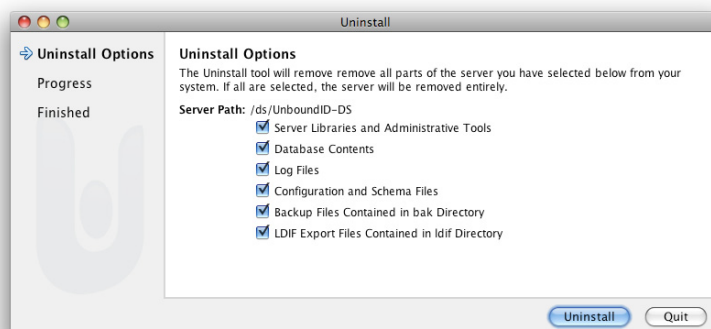 Uninstall
Uninstall Options
Progress
Finished
Uninstall Options
The Uninstall tool will remove remove all parts of the server you have selected below from your
system. If all are selected, the server will be removed entirely.
Server Path: /ds/UnboundID-DS
Server Libraries and Administrative Tools
Database Contents
Log Files
Configuration and Schema Files
Backup Files Contained in bak Directory
LDIF Export Files Contained in ldif Directory
Uninstall
Quit